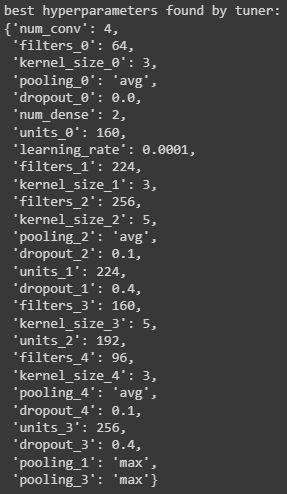 best hyperparameters found by tuner:
{'num_conv': 4,
'filters_0': 64,
'kernel_size_0': 3,
'pooling_0': 'avg',
'dropout_0': 0.0,
'num_dense': 2,
'units_0': 160,
'learning_rate': 0.0001,
'filters_1': 224,
'kernel_size_1': 3,
'filters_2': 256,
'kernel_size_2': 5,
'pooling_2': 'avg',
'dropout_2': 0.1,
'units_1': 224,
'dropout_1': 0.4,
'filters_3': 160,
'kernel_size_3': 5,
'units_2': 192,
'filters_4': 96,
'kernel_size_4': 3,
'pooling_4': 'avg',
'dropout_4': 0.1,
'units_3': 256,
'dropout_3': 0.4,
'pooling_1': 'max',
'pooling_3': 'max'}